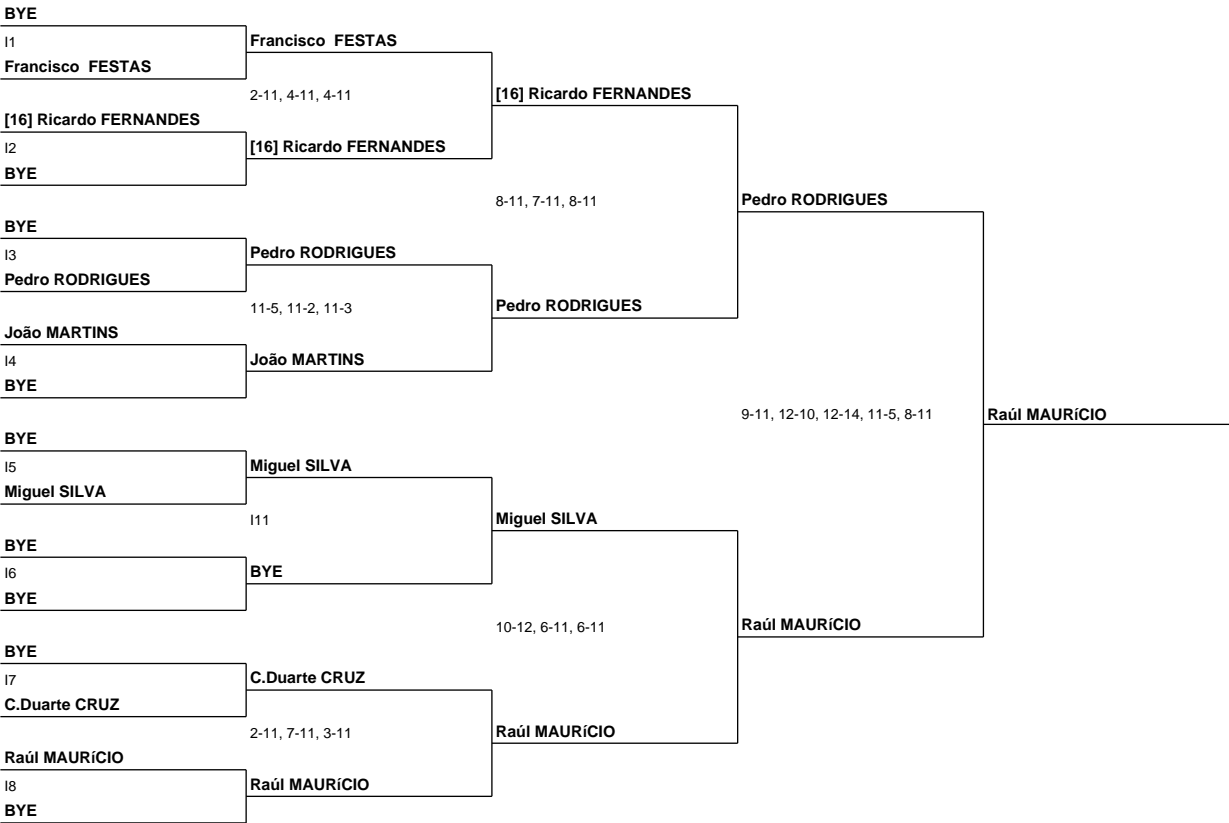 BYE
I1
Francisco FESTAS
Francisco FESTAS
2-11, 4-11, 4-11
[16] Ricardo FERNANDES
[16] Ricardo FERNANDES
I2
[16] Ricardo FERNANDES
BYE
8-11, 7-11, 8-11
Pedro RODRIGUES
BYE
I3
Pedro RODRIGUES
Pedro RODRIGUES
11-5, 11-2, 11-3
Pedro RODRIGUES
João MARTINS
I4
João MARTINS
BYE
9-11, 12-10, 12-14, 11-5, 8-11
Raúl MAURíCIO
BYE
I5
Miguel SILVA
Miguel SILVA
I11
Miguel SILVA
BYE
I6
BYE
BYE
10-12, 6-11, 6-11
Raúl MAURíCIO
BYE
I7
C.Duarte CRUZ
C.Duarte CRUZ
2-11, 7-11, 3-11
Raúl MAURíCIO
Raúl MAURíCIO
I8
Raúl MAURíCIO
BYE